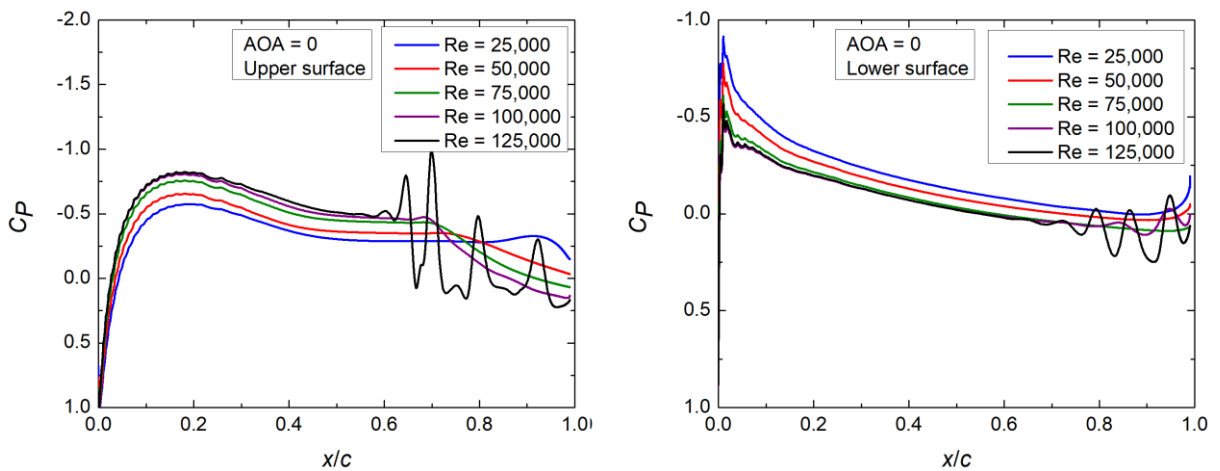 -2.0
-1.5
-1.0
-0.5
0.0
0.5
1.0
CP
AOA = 0
Upper surface
Re = 25,000
Re = 50,000
Re = 75,000
Re = 100,000
Re = 125,000
0.0 0.2 0.4 0.6 0.8 1.0
x/c
-1.0
-0.5
0.0
0.5
1.0
CP
AOA = 0
Lower surface
Re = 25,000
Re = 50,000
Re = 75,000
Re = 100,000
Re = 125,000
0.0 0.2 0.4 0.6 0.8 1.0
x/c